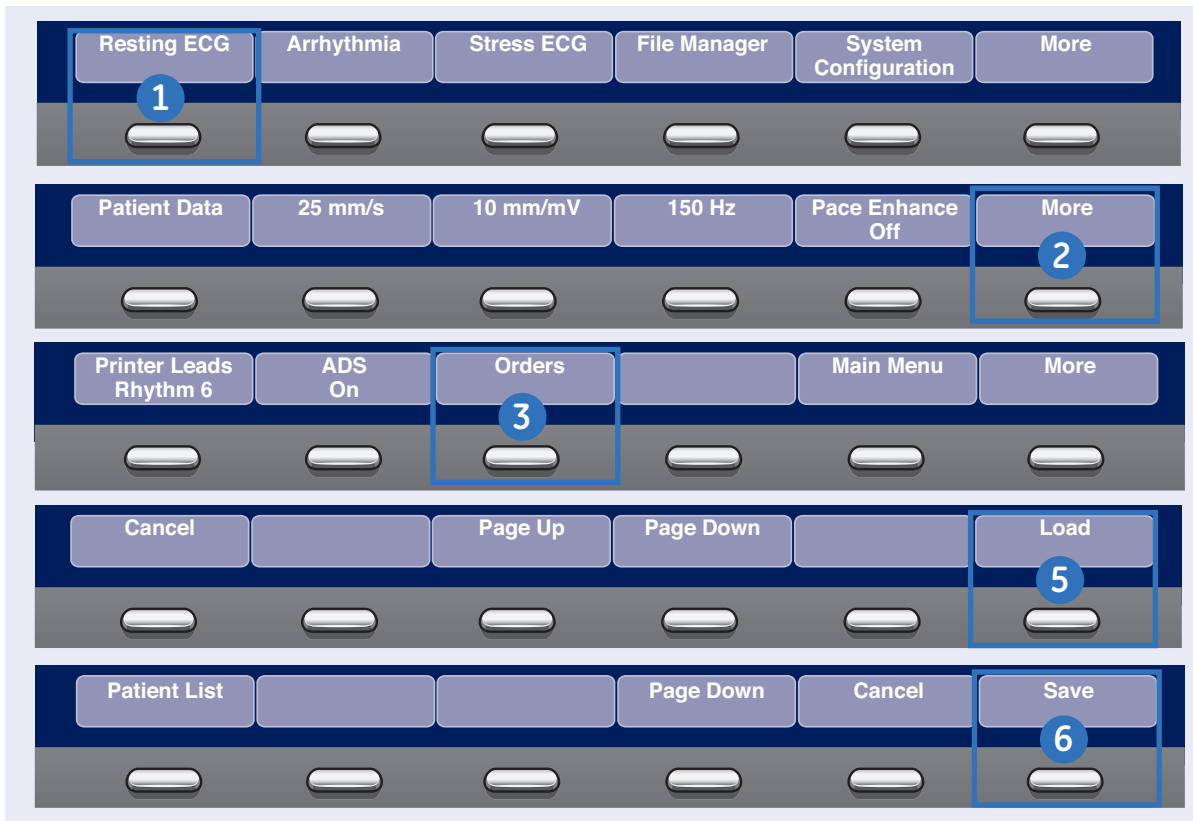 Resting ECG Arrhythmia Stress ECG File Manager System Configuration More
1
Patient Data 25 mm/s 10 mm/mV 150 Hz Pace Enhance Off More
2
Printer Leads Rhythm 6 ADS On Orders Main Menu More
3
Cancel Page Up Page Down Load
5
Patient List Page Down Cancel Save
6